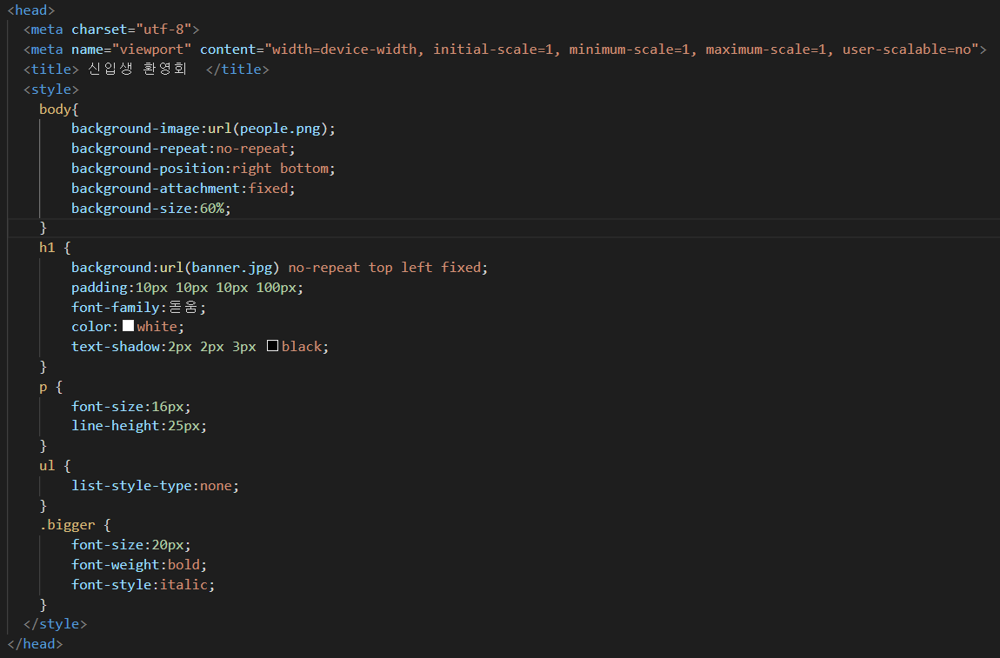 <head>
<meta charset="utf-8">
<meta name="viewport" content="width=device-width, initial-scale=1, minimum-scale=1, maximum-scale=1, user-scalable=no">
<title> 신입생 환영회  </title>
<style>
body{
background-image:url(people.png);
background-repeat:no-repeat;
background-position:right bottom;
background-attachment:fixed;
background-size:60%;
}
h1 {
background:url(banner.jpg) no-repeat top left fixed;
padding:10px 10px 10px 100px;
font-family:돋움;
color:white;
text-shadow:2px 2px 3px black;
}
p {
font-size:16px;
line-height:25px;
}
ul {
list-style-type:none;
}
.bigger {
font-size:20px;
font-weight:bold;
font-style:italic;
}
</style>
</head>